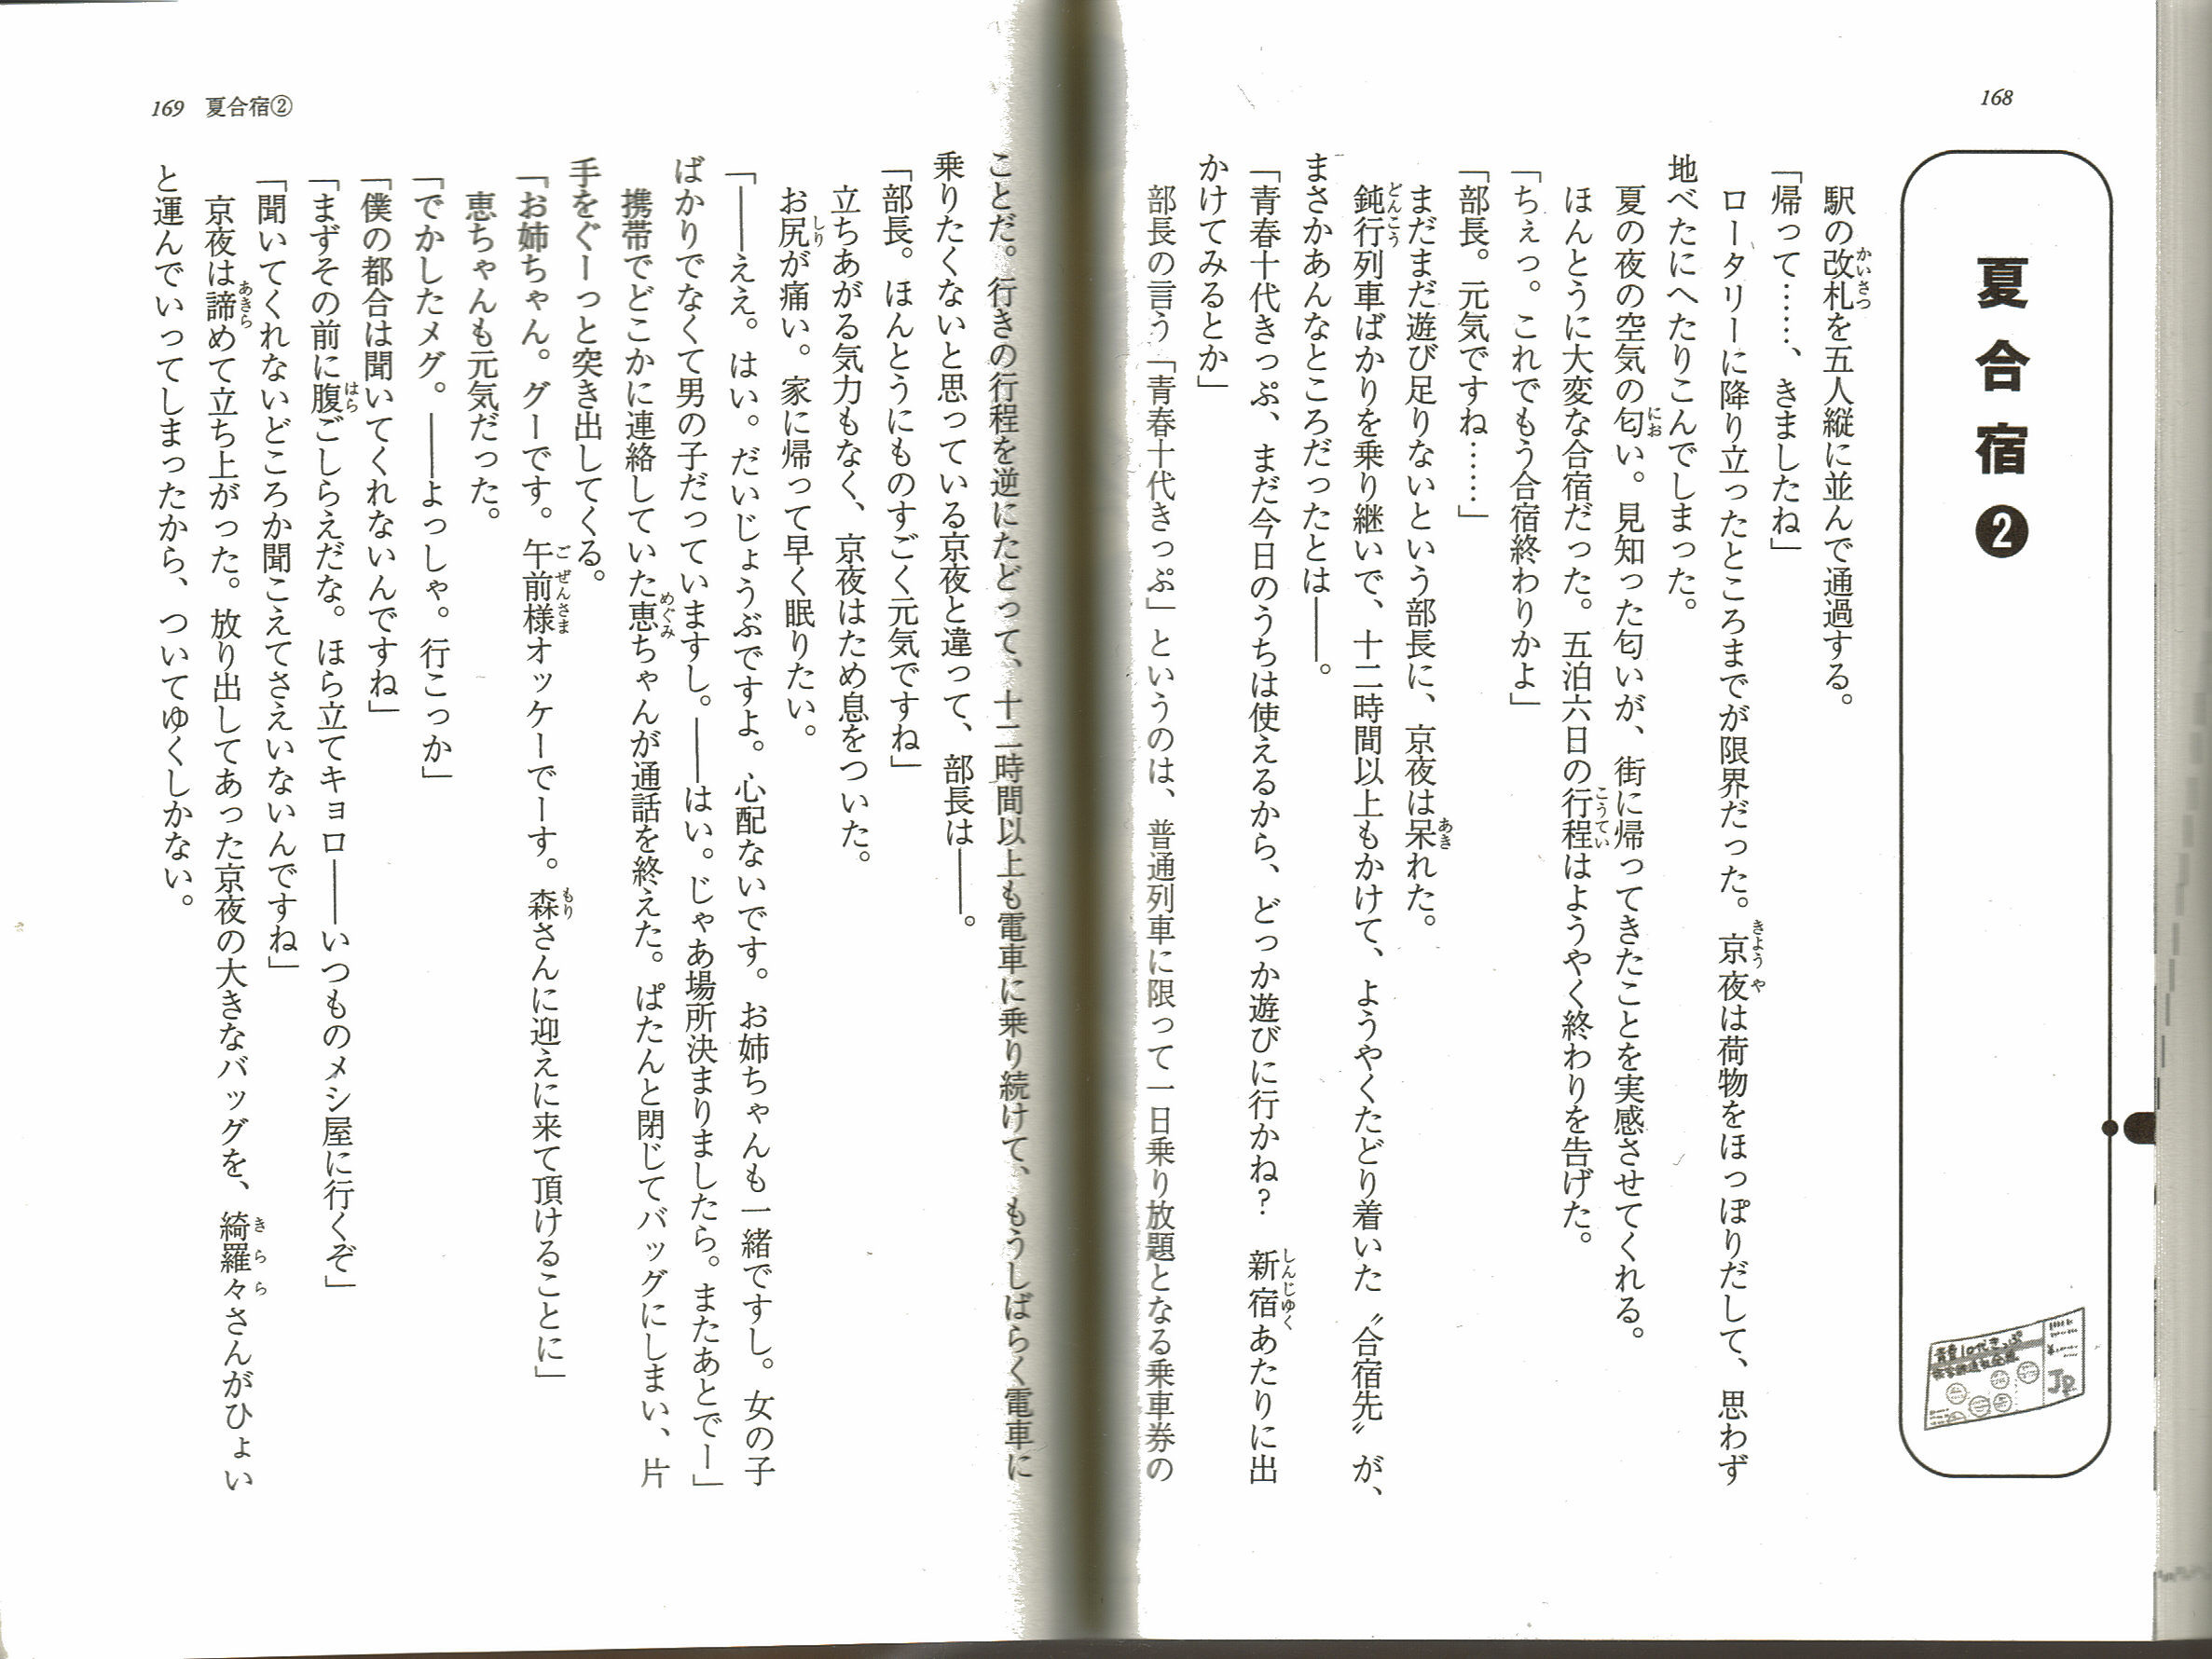 168
夏合宿❷
駅の改札を五人縦に並んで通過する。
「帰って……、きましたね」
ロータリーに降り立ったところまでが限界だった。京夜は荷物をほっぽりだして、思わず
地べたにへたりこんでしまった。
夏の夜の空気の匂い。見知った匂いが、街に帰ってきたことを実感させてくれる。
ほんとうに大変な合宿だった。五泊六日の行程はようやく終わりを告げた。
「ちぇっ。これでもう合宿終わりかよ」
「部長。元気ですね……」
まだまだ遊び足りないという部長に、京夜は呆れた。
鈍行列車ばかりを乗り継いで、十二時間以上もかけて、ようやくたどり着いた〝合宿先〟が、
まさかあんなところだったとは――。
「青春十代きっぷ、まだ今日のうちは使えるから、どっか遊びに行かね？　新宿あたりに出
かけてみるとか」
部長の言う「青春十代きっぷ」というのは、普通列車に限って一日乗り放題となる乗車券の
ことだ。行きの行程を逆にたどって、十二時間以上も電車に乗り続けて、もうしばらく電車に
乗りたくないと思っている京夜と違って、部長は――。
「部長。ほんとうにものすごく元気ですね」
立ちあがる気力もなく、京夜はため息をついた。
お尻が痛い。家に帰って早く眠りたい。
「――ええ。はい。だいじょうぶですよ。心配ないです。お姉ちゃんも一緒ですし。女の子
ばかりでなくて男の子だっていますし。――はい。じゃあ場所決まりましたら。またあとでー」
携帯でどこかに連絡していた恵ちゃんが通話を終えた。ぱたんと閉じてバッグにしまい、片
手をぐーっと突き出してくる。
「お姉ちゃん。グーです。午前様オッケーでーす。森さんに迎えに来て頂けることに」
恵ちゃんも元気だった。
「でかしたメグ。――よっしゃ。行こっか」
「僕の都合は聞いてくれないんですね」
「まずその前に腹ごしらえだな。ほら立てキョロ――いつものメシ屋に行くぞ」
「聞いてくれないどころか聞こえてさえいないんですね」
京夜は諦めて立ち上がった。放り出してあった京夜の大きなバッグを、綺羅々さんがひょい
と運んでいってしまったから、ついてゆくしかない。
169　夏合宿②